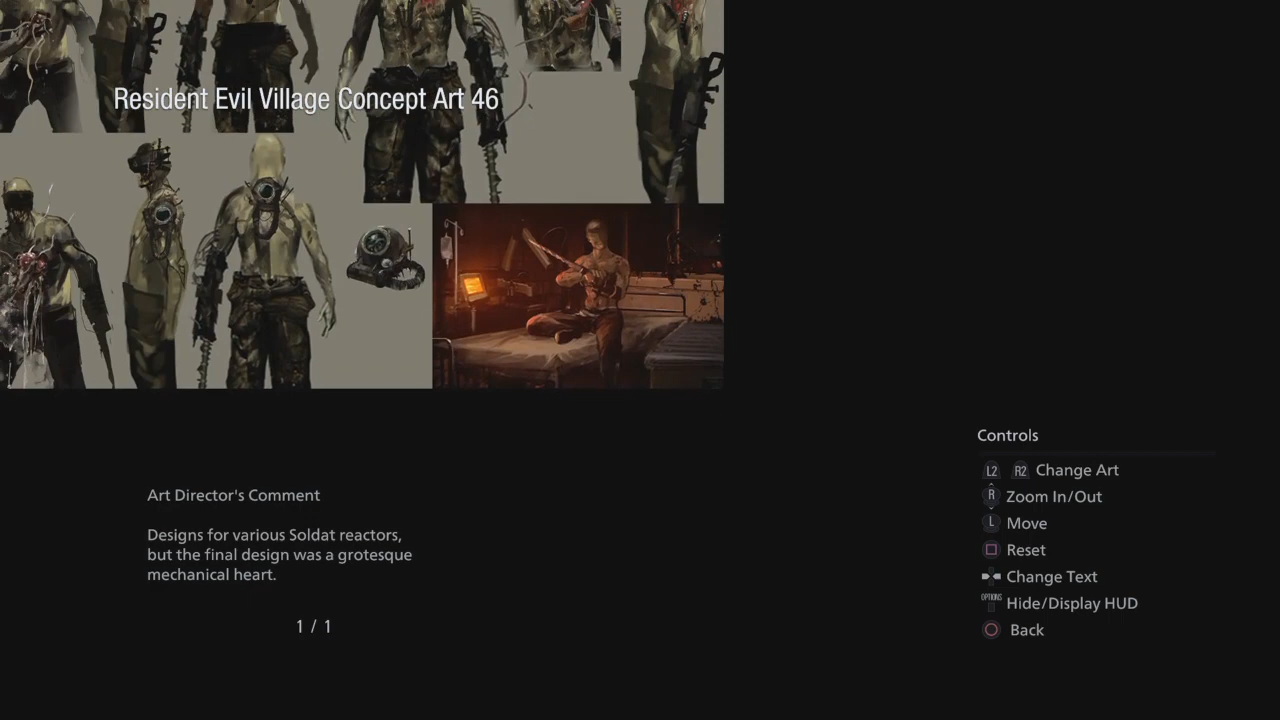 Resident Evil Village Concept Art 46
Art Director's Comment
Designs for various Soldat reactors,
but the final design was a grotesque
mechanical heart.
1 / 1
Controls
L2 R2 Change Art
R Zoom In/Out
L Move
Reset
Change Text
OPTIONS Hide/Display HUD
Back